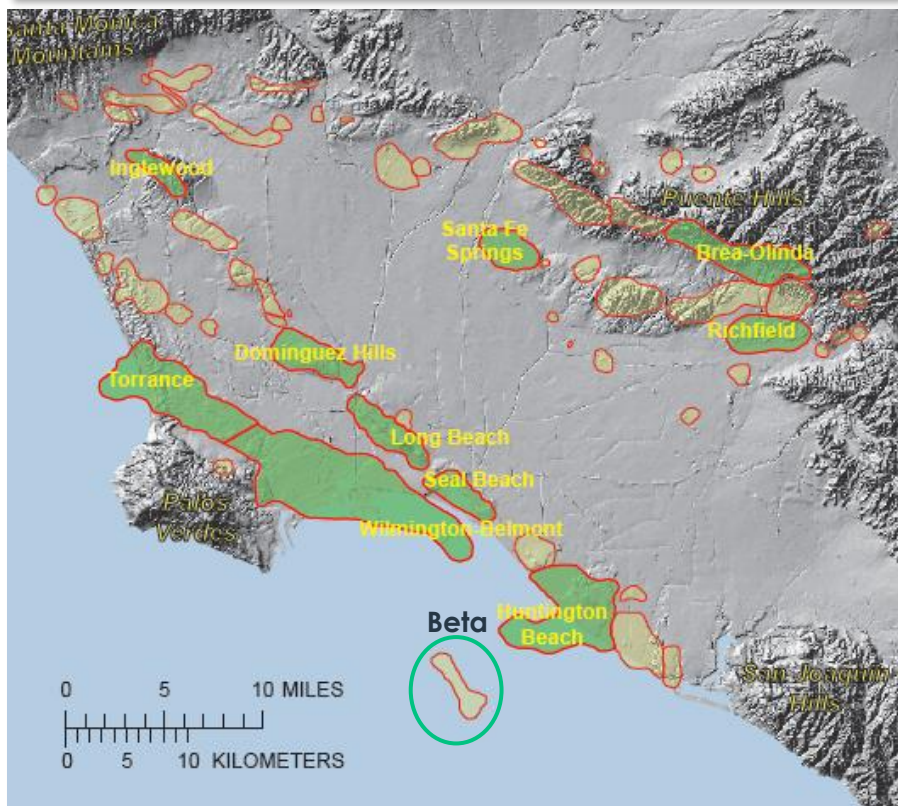 Santa Monica
Mountains
Inglewood
Puente Hills
Santa Fe
Springs
Brea-Olinda
Richfield
Dominguez Hills
Torrance
Long Beach
Seal Beach
Palos
Verdes
Wilmington-Belmont
Huntington
Beach
Beta
San Joaquin
Hills
0 5 10 MILES
0 5 10 KILOMETERS